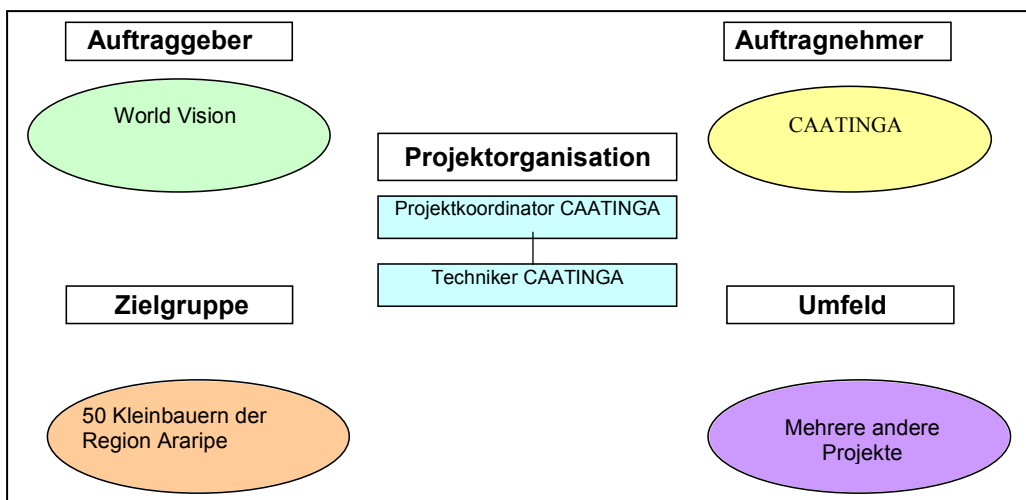 Auftraggeber
World Vision
Auftragnehmer
CAATINGA
Projektorganisation
Projektkoordinator CAATINGA
Techniker CAATINGA
Zielgruppe
50 Kleinbauern der
Region Araripe
Umfeld
Mehrere andere
Projekte